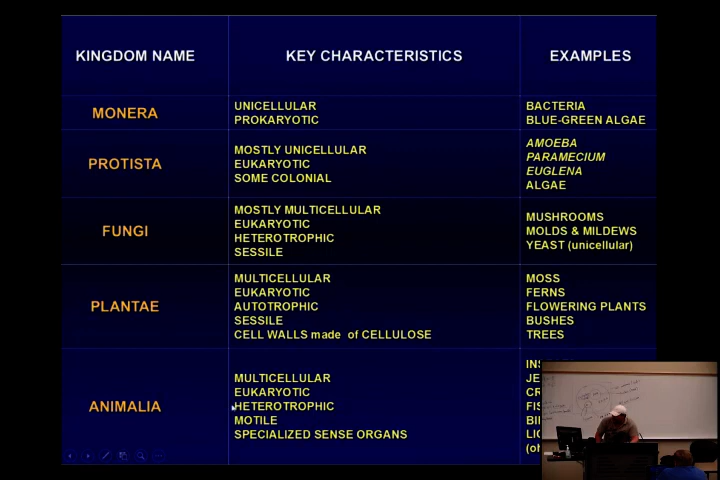 KINGDOM NAME
KEY CHARACTERISTICS
EXAMPLES
MONERA
UNICELLULAR
PROKARYOTIC
BACTERIA
BLUE-GREEN ALGAE
PROTISTA
MOSTLY UNICELLULAR
EUKARYOTIC
SOME COLONIAL
AMOEBA
PARAMECIUM
EUGLENA
ALGAE
FUNGI
MOSTLY MULTICELLULAR
EUKARYOTIC
HETEROTROPHIC
SESSILE
MUSHROOMS
MOLDS & MILDEWS
YEAST (unicellular)
PLANTAE
MULTICELLULAR
EUKARYOTIC
AUTOTROPHIC
SESSILE
CELL WALLS made of CELLULOSE
MOSS
FERNS
FLOWERING PLANTS
BUSHES
TREES
ANIMALIA
MULTICELLULAR
EUKARYOTIC
HETEROTROPHIC
MOTILE
SPECIALIZED SENSE ORGANS